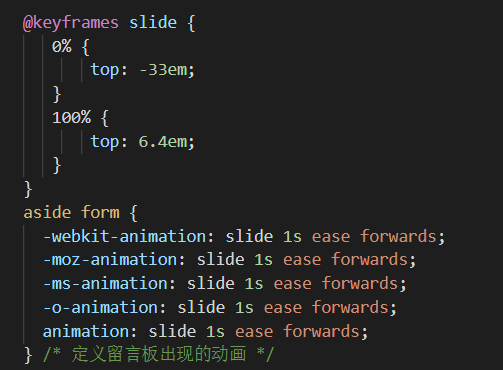 @keyframes slide {
0% {
top: -33em;
}
100% {
top: 6.4em;
}
}
aside form {
-webkit-animation: slide 1s ease forwards;
-moz-animation: slide 1s ease forwards;
-ms-animation: slide 1s ease forwards;
-o-animation: slide 1s ease forwards;
animation: slide 1s ease forwards;
} /* 定义留言板出现的动画 */